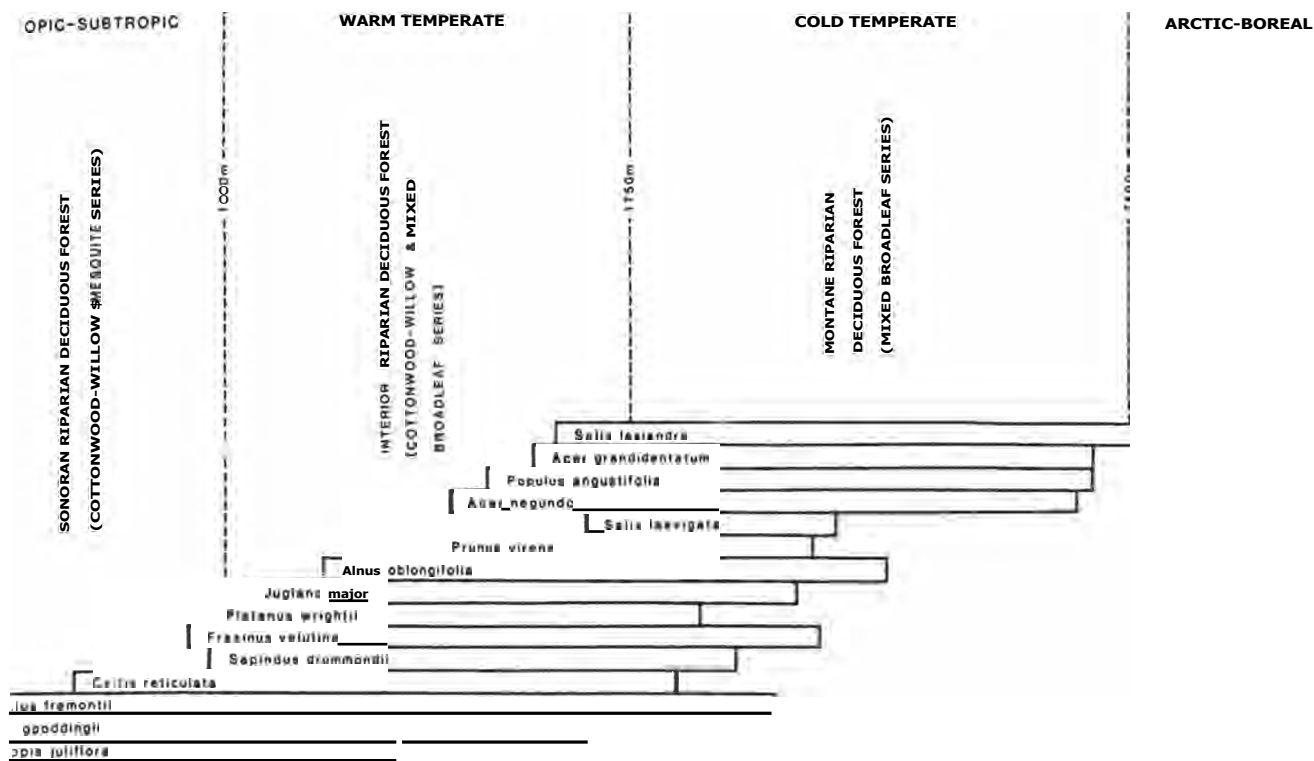 OPIC-SUBTROPIC
WARM TEMPERATE
COLD TEMPERATE
ARCTIC-BOREAL
SONORAN RIPARIAN DECIDUOUS FOREST
(COTTONWOOD-WILLOW & MESQUITE SERIES)
1000m
INTERIOR RIPARIAN DECIDUOUS FOREST
(COTTONWOOD-WILLOW & MIXED
BROADLEAF SERIES)
1750m
MONTANE RIPARIAN
DECIDUOUS FOREST
(MIXED BROADLEAF SERIES)
Salix lasiandra
Acer grandidentatum
Populus angustifolia
Acer negundo
Salix laevigata
Prunus virens
Alnus oblongifolia
Juglans major
Platanus wrightii
Fraxinus velutina
Sapindus drummondii
Celtis reticulata
lus fremontii
gooddingii
opis juliflora